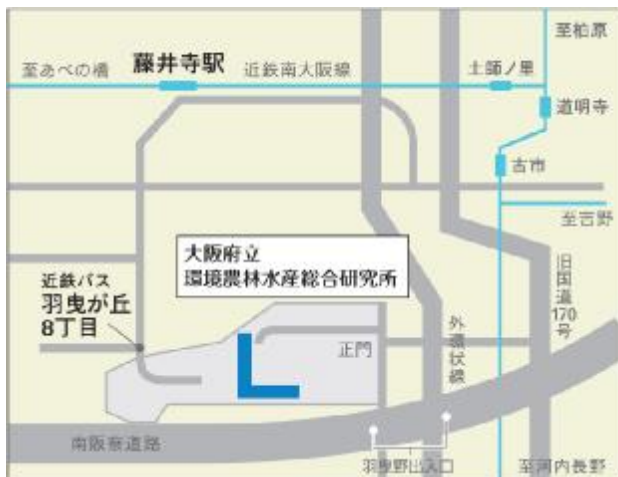 至柏原
至あべの橋
藤井寺駅
近鉄南大阪線
土師ノ里
道明寺
古市
至吉野
大阪府立
環境農林水産総合研究所
近鉄バス
羽曳が丘
8丁目
旧国道170号
外環状線
正門
南阪奈道路
羽曳野出入口
至河内長野